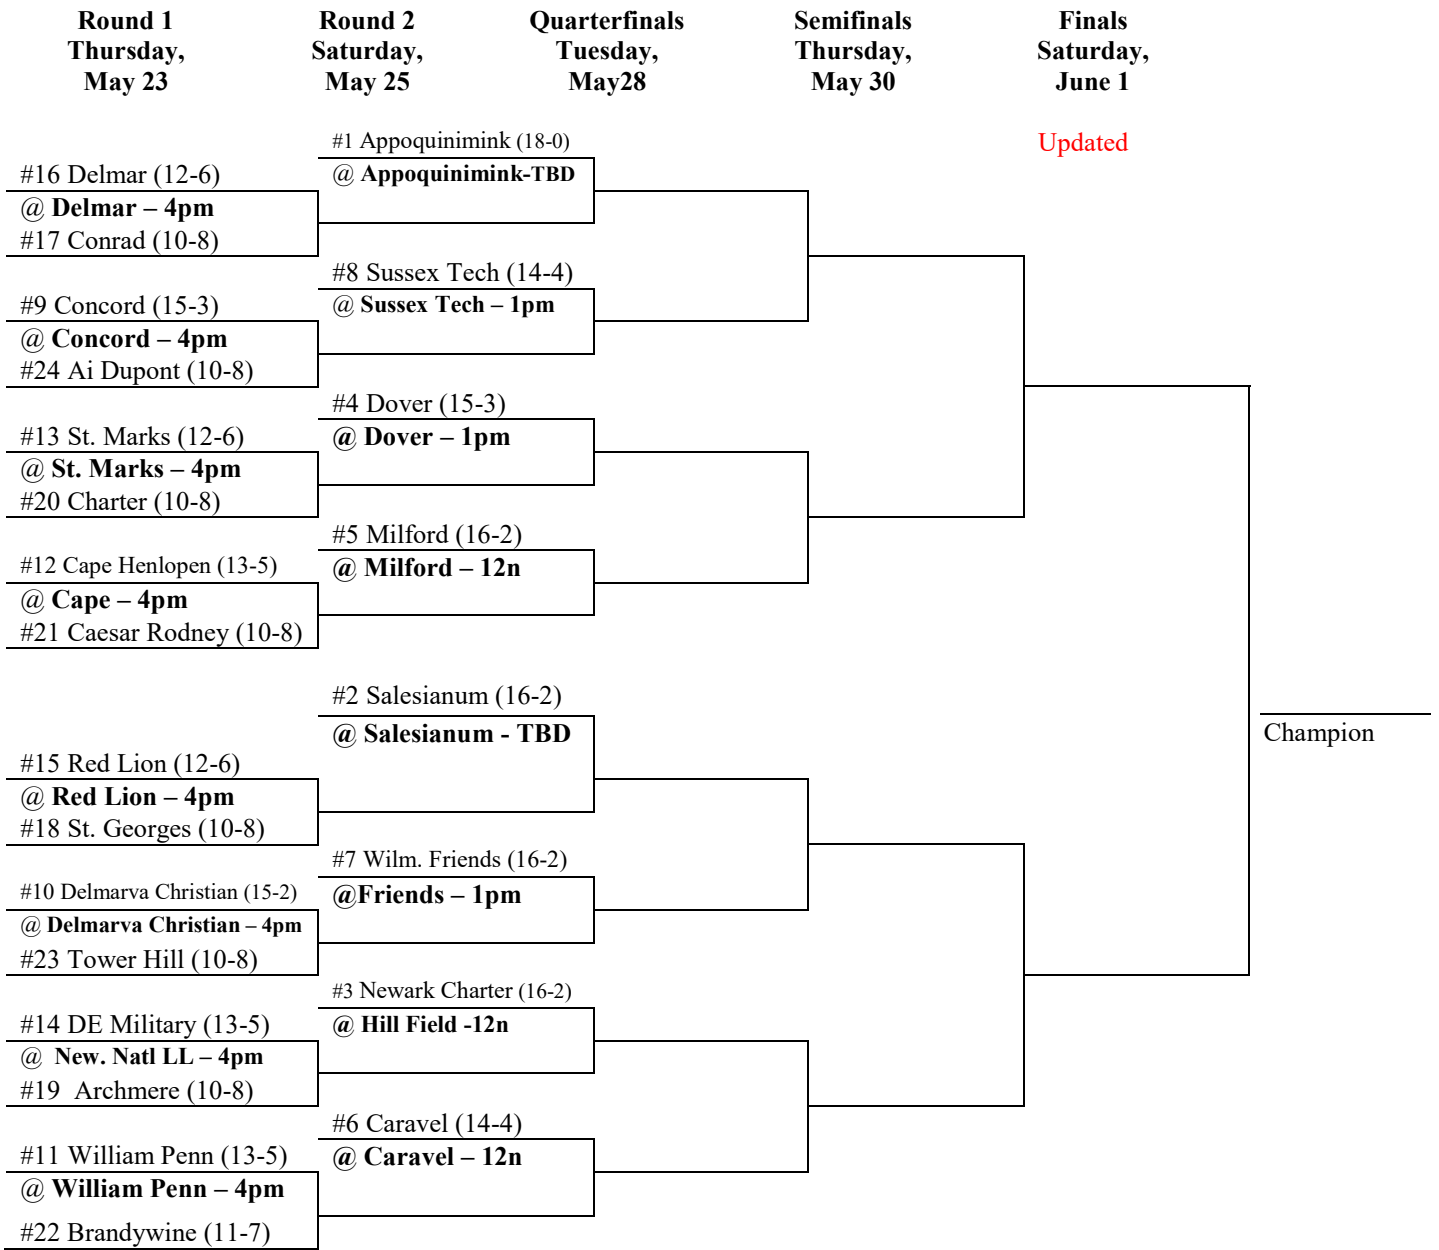 Round 1
Thursday,
May 23
Round 2
Saturday,
May 25
Quarterfinals
Tuesday,
May28
Semifinals
Thursday,
May 30
Finals
Saturday,
June 1
Updated
#16 Delmar (12-6)
@ Delmar – 4pm
#17 Conrad (10-8)
#9 Concord (15-3)
@ Concord – 4pm
#24 Ai Dupont (10-8)
#13 St. Marks (12-6)
@ St. Marks – 4pm
#20 Charter (10-8)
#12 Cape Henlopen (13-5)
@ Cape – 4pm
#21 Caesar Rodney (10-8)
#15 Red Lion (12-6)
@ Red Lion – 4pm
#18 St. Georges (10-8)
#10 Delmarva Christian (15-2)
@ Delmarva Christian – 4pm
#23 Tower Hill (10-8)
#14 DE Military (13-5)
@ New. Natl LL – 4pm
#19 Archmere (10-8)
#11 William Penn (13-5)
@ William Penn – 4pm
#22 Brandywine (11-7)
#1 Appoquinimink (18-0)
@ Appoquinimink-TBD
#8 Sussex Tech (14-4)
@ Sussex Tech – 1pm
#4 Dover (15-3)
@ Dover – 1pm
#5 Milford (16-2)
@ Milford – 12n
#2 Salesianum (16-2)
@ Salesianum - TBD
#7 Wilm. Friends (16-2)
@Friends – 1pm
#3 Newark Charter (16-2)
@ Hill Field -12n
#6 Caravel (14-4)
@ Caravel – 12n
Champion